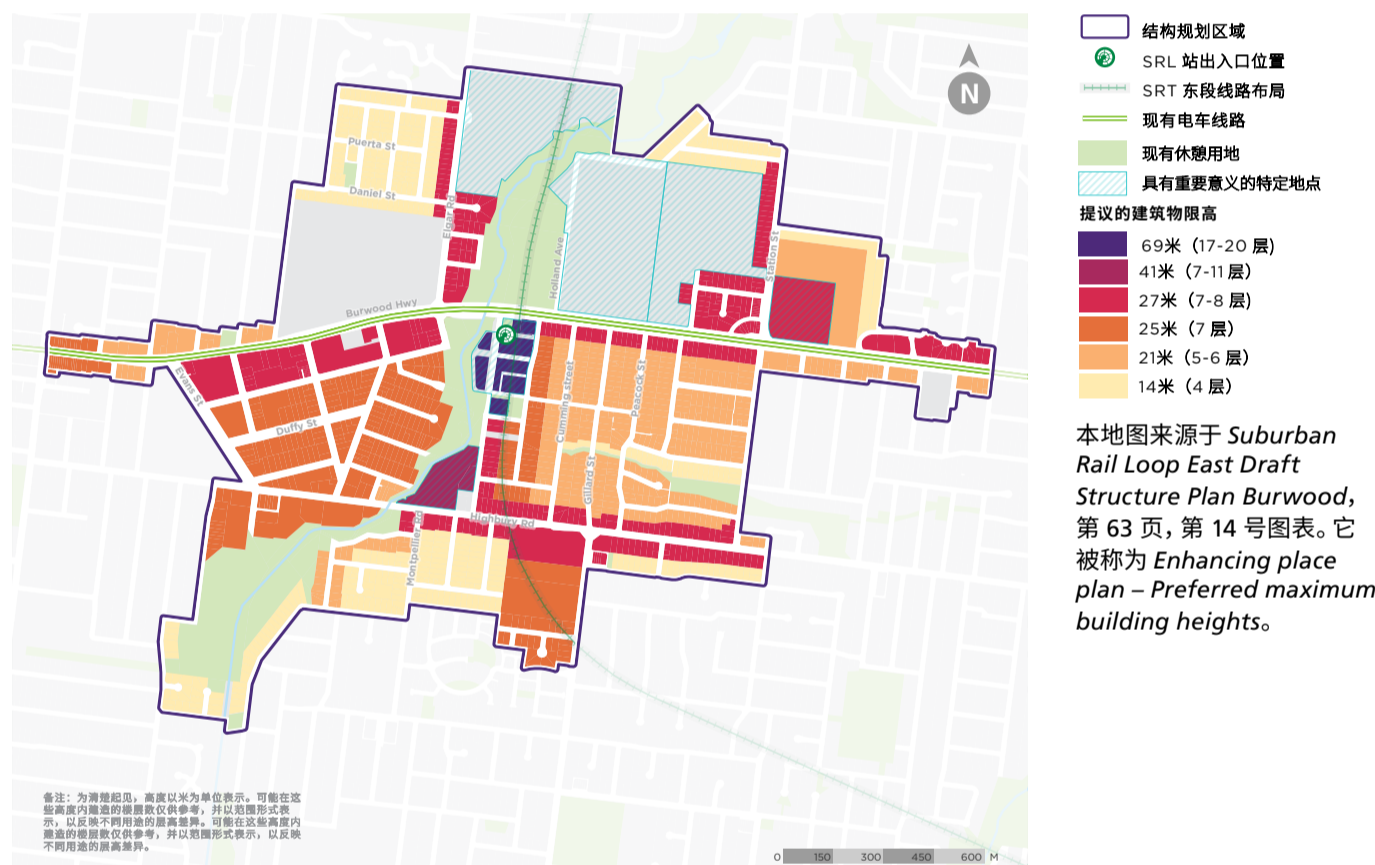 N
Puerta St
Daniel St
Elgar Rd
Holland Ave
Station St
Burwood Hwy
Evans St
Duffy St
Cumming street
Peacock St
Gillard St
Highbury Rd
Montpellier Rd
备注：为清楚起见，高度以米为单位表示。可能在这
些高度内建造的楼层数仅供参考，并以范围形式表
示，以反映不同用途的层高差异。可能在这些高度内
建造的楼层数仅供参考，并以范围形式表示，以反映
不同用途的层高差异。
0 150 300 450 600 M
结构规划区域
SRL 站出入口位置
SRT 东段线路布局
现有电车线路
现有休憩用地
具有重要意义的特定地点
提议的建筑物限高
69米（17-20 层)
41米（7-11 层）
27米（7-8 层)
25米（7 层）
21米（5-6 层）
14米（4 层）
本地图来源于 Suburban
Rail Loop East Draft
Structure Plan Burwood，
第 63 页，第 14 号图表。它
被称为 Enhancing place
plan – Preferred maximum
building heights。